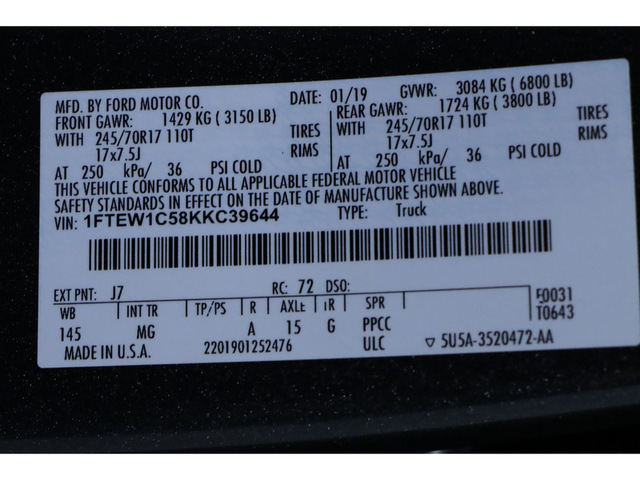 MFD. BY FORD MOTOR CO. DATE: 01/19 GVWR: 3084 KG ( 6800 LB)
FRONT GAWR: 1429 KG ( 3150 LB) REAR GAWR: 1724 KG ( 3800 LB)
WITH 245/70R17 110T TIRES WITH 245/70R17 110T TIRES
17x7.5J RIMS 17x7.5J RIMS
AT 250 kPa/ 36 PSI COLD AT 250 kPa/ 36 PSI COLD
THIS VEHICLE CONFORMS TO ALL APPLICABLE FEDERAL MOTOR VEHICLE
SAFETY STANDARDS IN EFFECT ON THE DATE OF MANUFACTURE SHOWN ABOVE.
VIN: 1FTEW1C58KKC39644 TYPE: Truck
EXT PNT: J7 RC: 72 DSO: F0031
WB INT TR TP/PS R AXLE TR SPR T0643
145 MG A 15 G PPCC
MADE IN U.S.A. 2201901252476 ULC ▽ 5U5A-3520472-AA